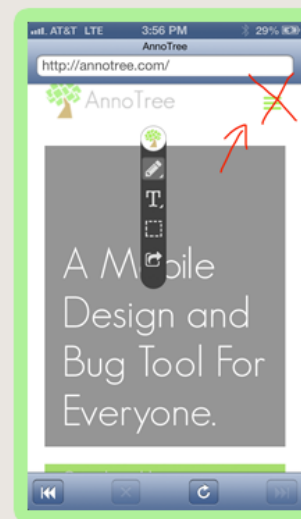 AT&T LTE 3:56 PM 29%
AnnoTree
http://annotree.com/
AnnoTree
T
A Mobile
Design and
Bug Tool For
Everyone.